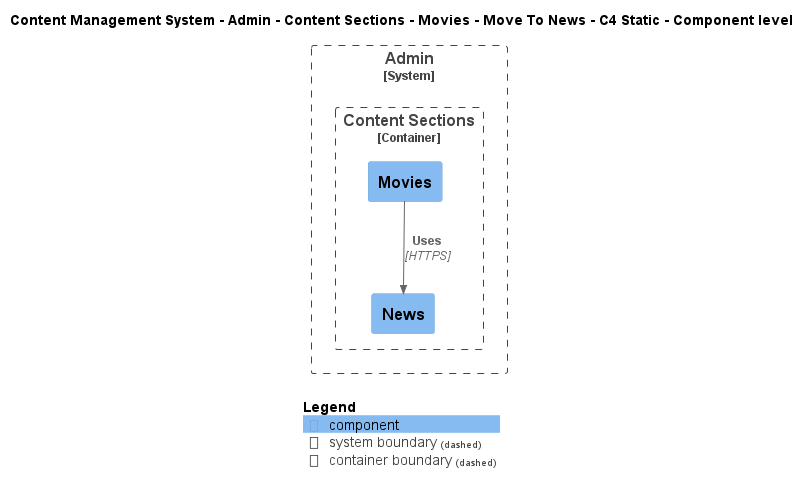 Content Management System - Admin - Content Sections - Movies - Move To News - C4 Static - Component level
Admin
[System]
Content Sections
[Container]
Movies
Uses
[HTTPS]
News
Legend
component
system boundary (dashed)
container boundary (dashed)